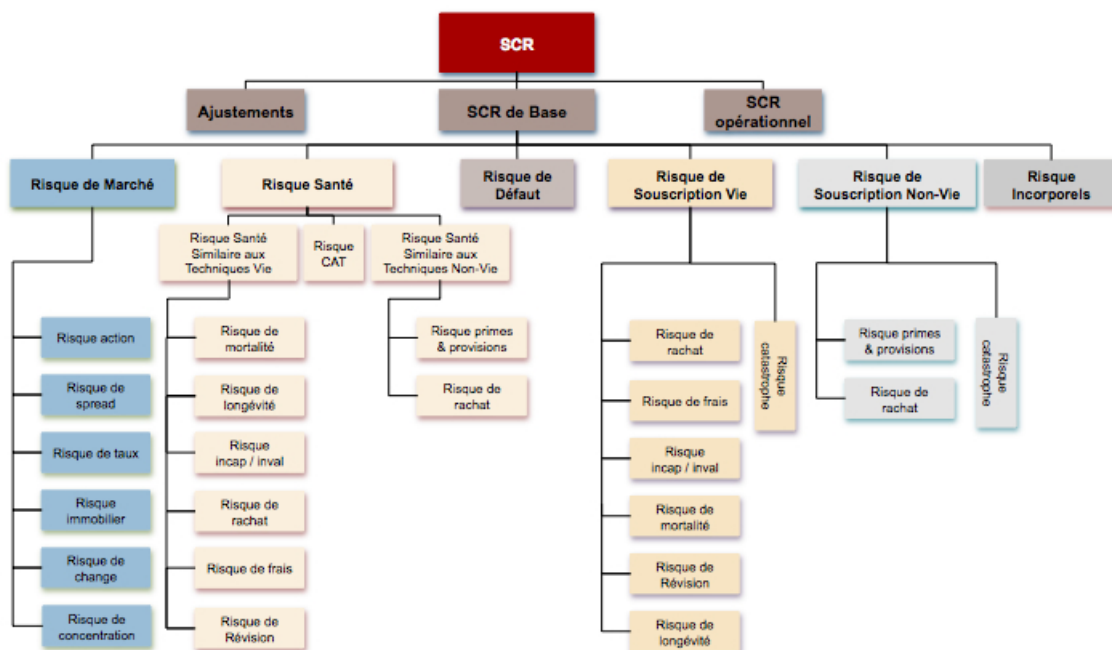 SCR
Ajustements
SCR de Base
SCR
opérationnel
Risque de Marché
Risque Santé
Risque de
Défaut
Risque de
Souscription Vie
Risque de
Souscription Non-Vie
Risque
Incorporels
Risque Santé
Similaire aux
Techniques Vie
Risque
CAT
Risque Santé
Similaire aux
Techniques Non-Vie
Risque action
Risque de
spread
Risque de taux
Risque
immobilier
Risque de
change
Risque de
concentration
Risque de
mortalité
Risque de
longévité
Risque
incap / inval
Risque de
rachat
Risque de frais
Risque de
Révision
Risque primes
& provisions
Risque de
rachat
Risque de
rachat
Risque de frais
Risque
incap / inval
Risque de
mortalité
Risque de
Révision
Risque de
longévité
Risque
catastrophe
Risque primes
& provisions
Risque de
rachat
Risque
catastrophe